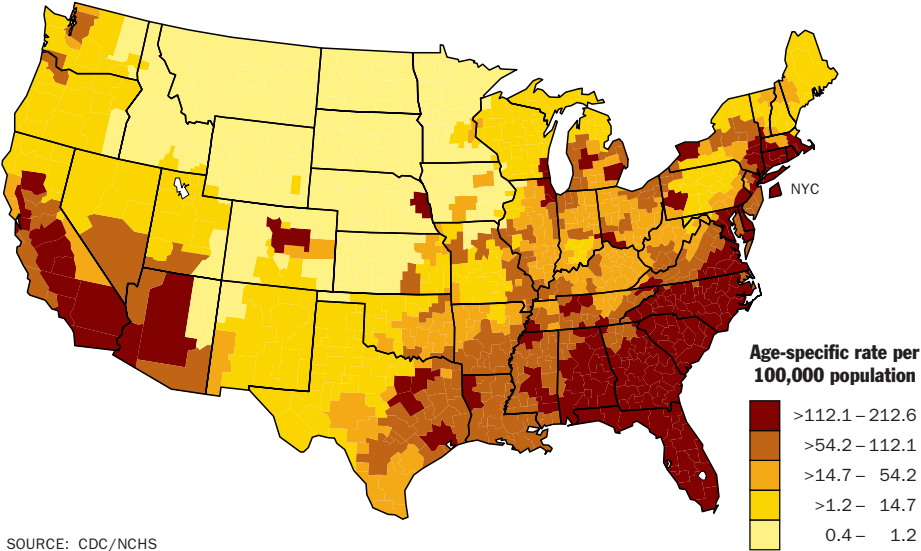 NYC
Age-specific rate per
100,000 population
>112.1 – 212.6
>54.2 – 112.1
>14.7 – 54.2
>1.2 – 14.7
0.4 – 1.2
SOURCE: CDC/NCHS